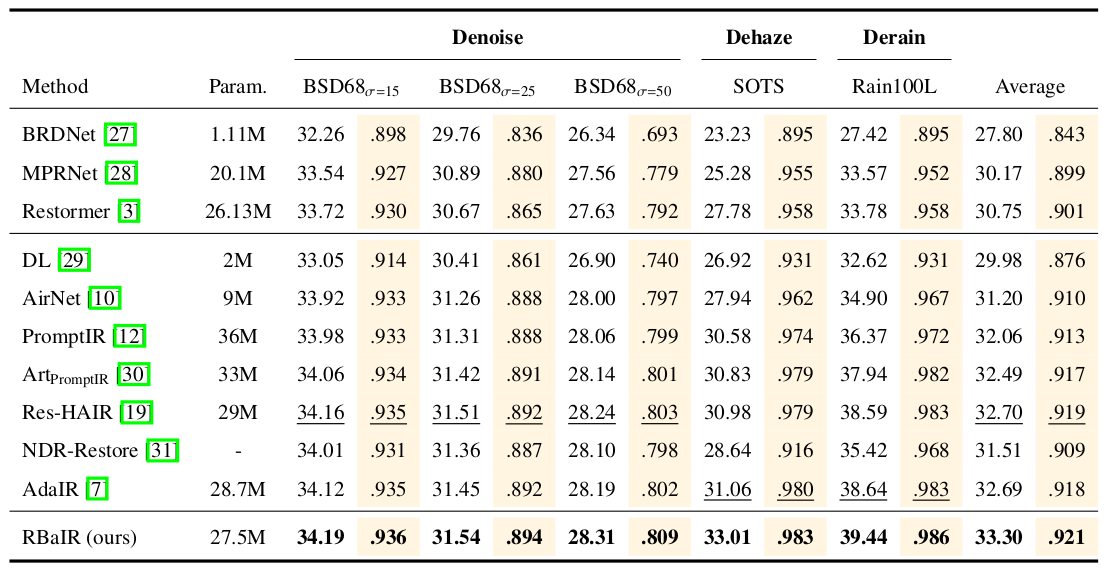 Denoise Dehaze Derain
Method Param. BSD68σ=15 BSD68σ=25 BSD68σ=50 SOTS Rain100L Average
BRDNet [27] 1.11M 32.26 .898 29.76 .836 26.34 .693 23.23 .895 27.42 .895 27.80 .843
MPRNet [28] 20.1M 33.54 .927 30.89 .880 27.56 .779 25.28 .955 33.57 .952 30.17 .899
Restormer [3] 26.13M 33.72 .930 30.67 .865 27.63 .792 27.78 .958 33.78 .958 30.75 .901
DL [29] 2M 33.05 .914 30.41 .861 26.90 .740 26.92 .931 32.62 .931 29.98 .876
AirNet [10] 9M 33.92 .933 31.26 .888 28.00 .797 27.94 .962 34.90 .967 31.20 .910
PromptIR [12] 36M 33.98 .933 31.31 .888 28.06 .799 30.58 .974 36.37 .972 32.06 .913
ArtPromptIR [30] 33M 34.06 .934 31.42 .891 28.14 .801 30.83 .979 37.94 .982 32.49 .917
Res-HAIR [19] 29M 34.16 .935 31.51 .892 28.24 .803 30.98 .979 38.59 .983 32.70 .919
NDR-Restore [31] - 34.01 .931 31.36 .887 28.10 .798 28.64 .916 35.42 .968 31.51 .909
AdaIR [7] 28.7M 34.12 .935 31.45 .892 28.19 .802 31.06 .980 38.64 .983 32.69 .918
RBaIR (ours) 27.5M 34.19 .936 31.54 .894 28.31 .809 33.01 .983 39.44 .986 33.30 .921